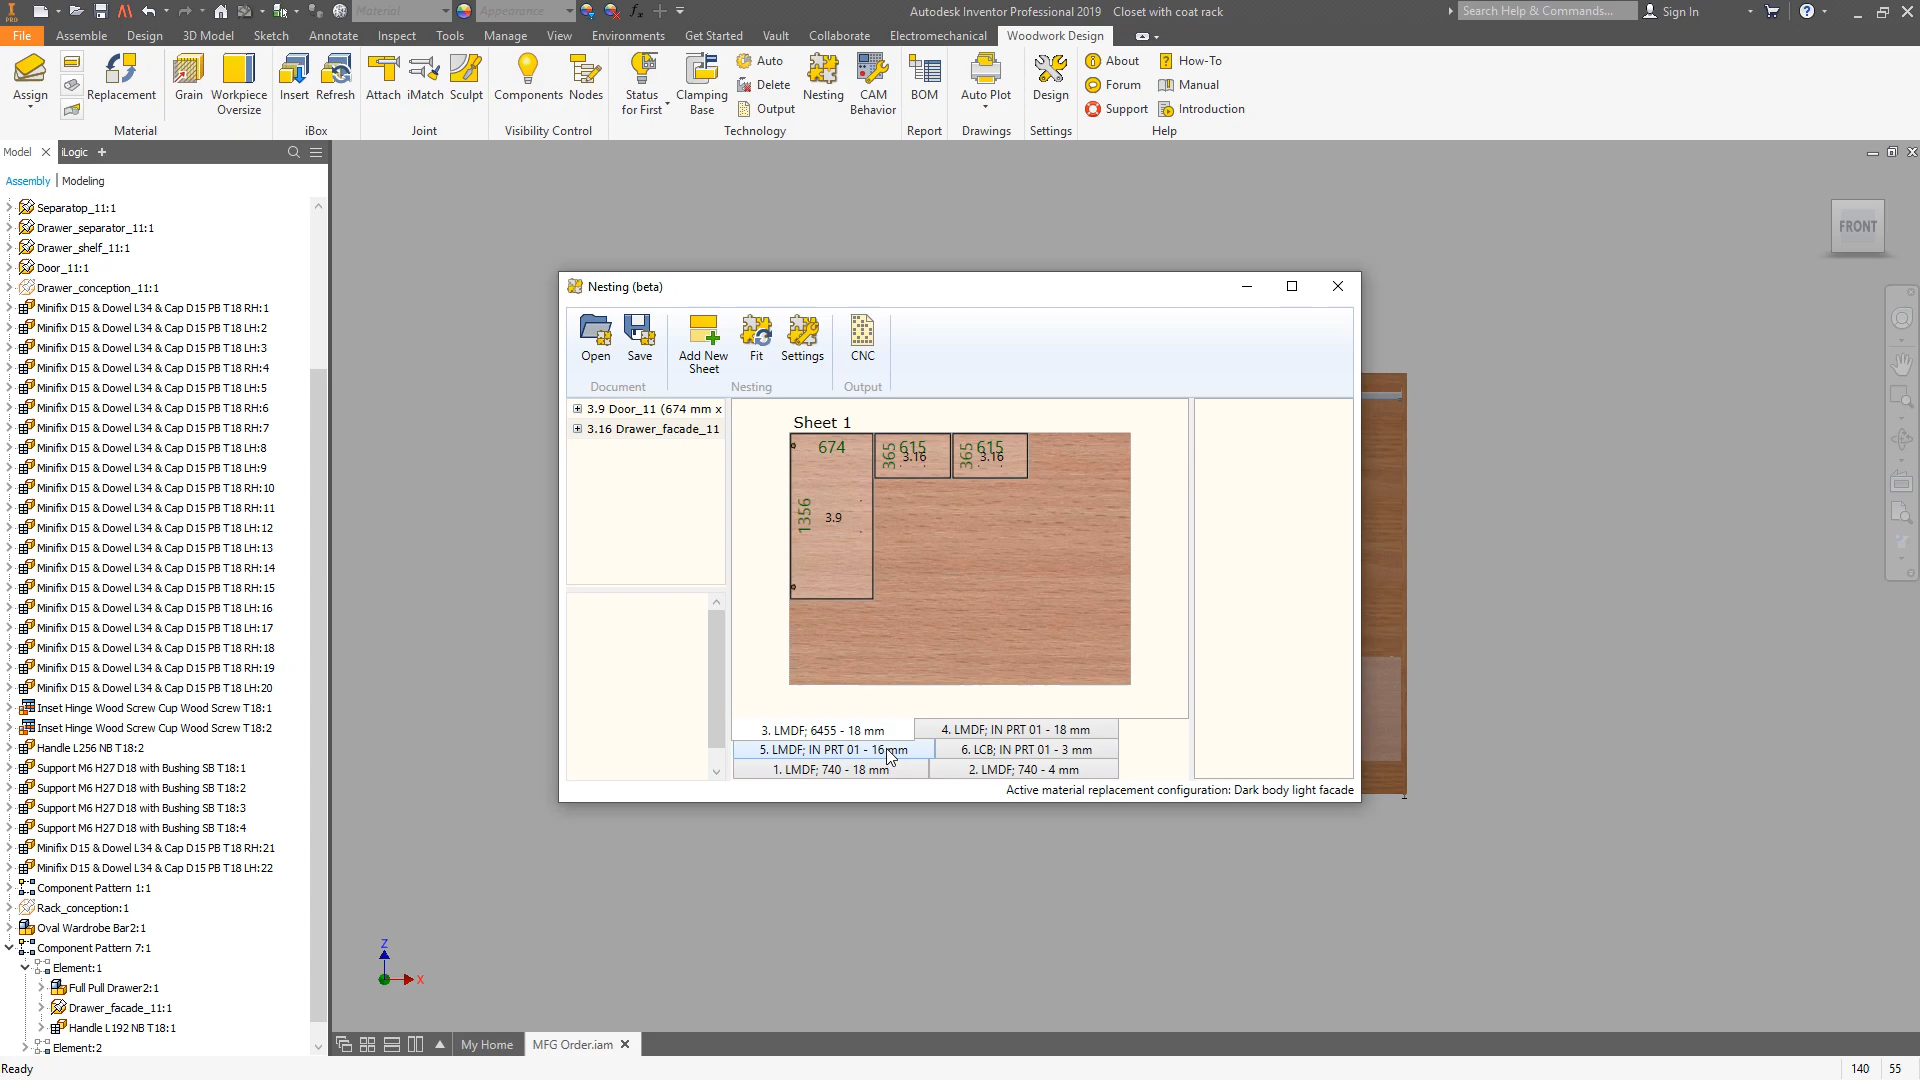 PRO
Material
Appearance
fx
Autodesk Inventor Professional 2019 Closet with coat rack
Search Help & Commands...
Sign In
File
Assemble
Design
3D Model
Sketch
Annotate
Inspect
Tools
Manage
View
Environments
Get Started
Vault
Collaborate
Electromechanical
Woodwork Design
Assign
Replacement
Grain
Workpiece
Oversize
Insert
Refresh
Attach
iMatch
Sculpt
Components
Nodes
Status
for First
Clamping
Base
Auto
Delete
Output
Nesting
CAM
Behavior
BOM
Auto Plot
Design
About
Forum
Support
How-To
Manual
Introduction
Material
iBox
Joint
Visibility Control
Technology
Report
Drawings
Settings
Help
Model
iLogic
Assembly
Modeling
Separatop_11:1
Drawer_separator_11:1
Drawer_shelf_11:1
Door_11:1
Drawer_conception_11:1
Minifix D15 & Dowel L34 & Cap D15 PB T18 RH:1
Minifix D15 & Dowel L34 & Cap D15 PB T18 LH:2
Minifix D15 & Dowel L34 & Cap D15 PB T18 LH:3
Minifix D15 & Dowel L34 & Cap D15 PB T18 RH:4
Minifix D15 & Dowel L34 & Cap D15 PB T18 LH:5
Minifix D15 & Dowel L34 & Cap D15 PB T18 RH:6
Minifix D15 & Dowel L34 & Cap D15 PB T18 RH:7
Minifix D15 & Dowel L34 & Cap D15 PB T18 LH:8
Minifix D15 & Dowel L34 & Cap D15 PB T18 LH:9
Minifix D15 & Dowel L34 & Cap D15 PB T18 RH:10
Minifix D15 & Dowel L34 & Cap D15 PB T18 RH:11
Minifix D15 & Dowel L34 & Cap D15 PB T18 LH:12
Minifix D15 & Dowel L34 & Cap D15 PB T18 LH:13
Minifix D15 & Dowel L34 & Cap D15 PB T18 RH:14
Minifix D15 & Dowel L34 & Cap D15 PB T18 RH:15
Minifix D15 & Dowel L34 & Cap D15 PB T18 LH:16
Minifix D15 & Dowel L34 & Cap D15 PB T18 LH:17
Minifix D15 & Dowel L34 & Cap D15 PB T18 RH:18
Minifix D15 & Dowel L34 & Cap D15 PB T18 RH:19
Minifix D15 & Dowel L34 & Cap D15 PB T18 LH:20
Inset Hinge Wood Screw Cup Wood Screw T18:1
Inset Hinge Wood Screw Cup Wood Screw T18:2
Handle L256 NB T18:2
Support M6 H27 D18 with Bushing SB T18:1
Support M6 H27 D18 with Bushing SB T18:2
Support M6 H27 D18 with Bushing SB T18:3
Support M6 H27 D18 with Bushing SB T18:4
Minifix D15 & Dowel L34 & Cap D15 PB T18 RH:21
Minifix D15 & Dowel L34 & Cap D15 PB T18 LH:22
Component Pattern 1:1
Rack_conception:1
Oval Wardrobe Bar2:1
Component Pattern 7:1
Element:1
Full Pull Drawer2:1
Drawer_facade_11:1
Handle L192 NB T18:1
Element:2
FRONT
Nesting (beta)
Open
Save
Add New
Sheet
Fit
Settings
CNC
Document
Nesting
Output
3.9 Door_11 (674 mm x
3.16 Drawer_facade_11
Sheet 1
674
1356
3.9
365
615
3.16
365
615
3.16
3. LMDF; 6455 - 18 mm
4. LMDF; IN PRT 01 - 18 mm
5. LMDF; IN PRT 01 - 16 mm
6. LCB; IN PRT 01 - 3 mm
1. LMDF; 740 - 18 mm
2. LMDF; 740 - 4 mm
Active material replacement configuration: Dark body light facade
Z
X
My Home
MFG Order.iam
Ready
140
55